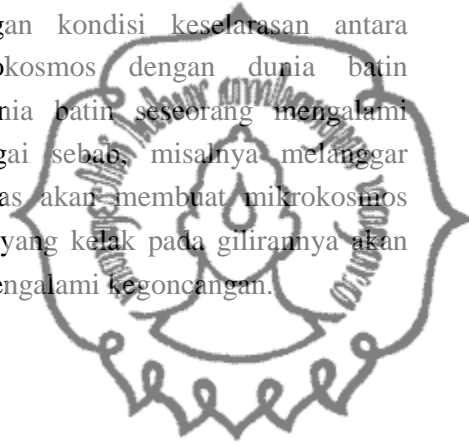 gan kondisi keselarasan antara
okosmos dengan dunia batin
nia batin seseorang mengalami
gai sebab, misalnya melanggar
as akan membuat mikrokosmos
yang kelak pada gilirannya akan
engalami kegoncangan.